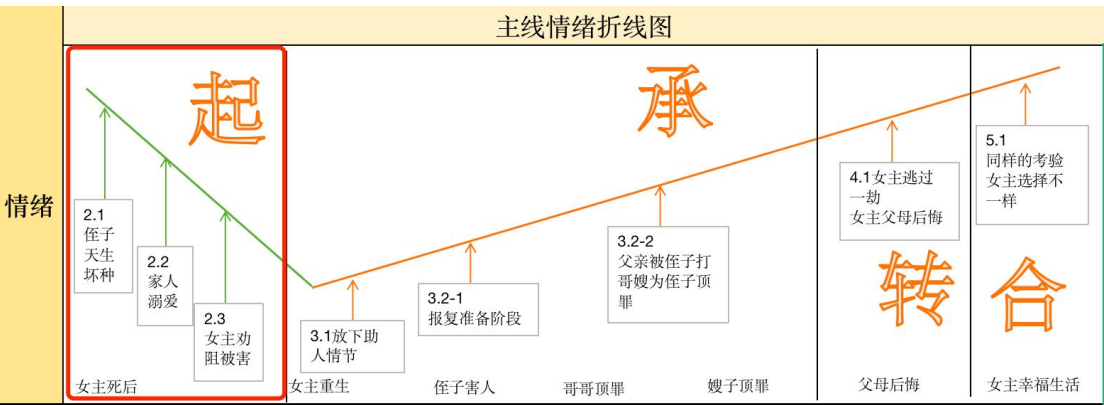 主线情绪折线图
情绪
起
承
转
合
2.1
侄子
天生
坏种
2.2
家人
溺爱
2.3
女主劝
阻被害
3.1放下助
人情节
3.2-1
报复准备阶段
3.2-2
父亲被侄子打
哥嫂为侄子顶
罪
4.1女主逃过
一劫
女主父母后悔
5.1
同样的考验
女主选择不
一样
女主死后
女主重生
侄子害人
哥哥顶罪
嫂子顶罪
父母后悔
女主幸福生活